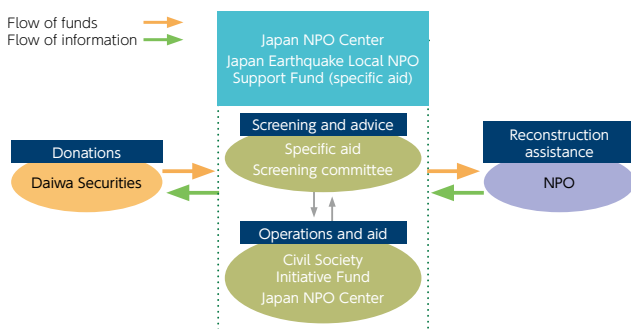 Flow of funds
Flow of information
Japan NPO Center
Japan Earthquake Local NPO
Support Fund (specific aid)
Screening and advice
Specific aid
Screening committee
Donations
Daiwa Securities
Reconstruction
assistance
NPO
Operations and aid
Civil Society
Initiative Fund
Japan NPO Center